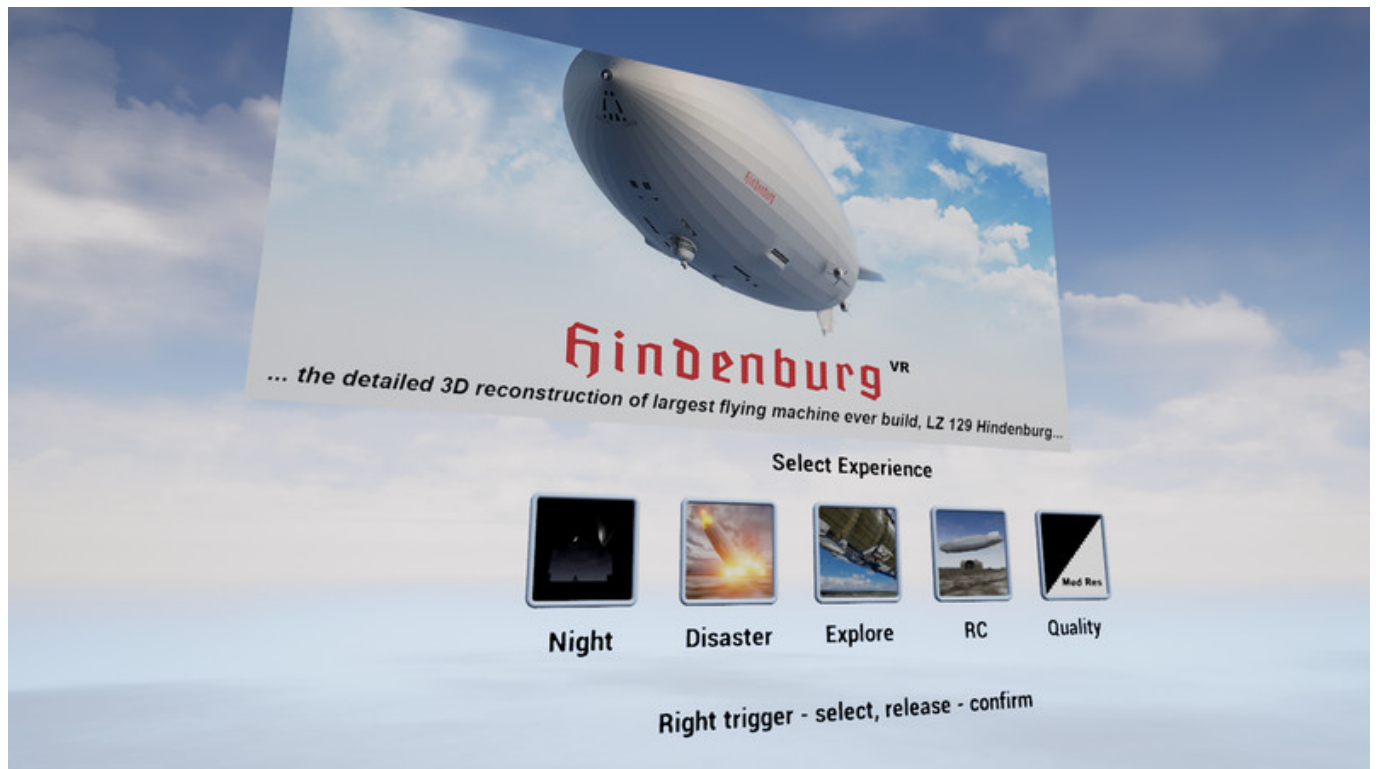 Hindenburg
Hindenburg VR
... the detailed 3D reconstruction of largest flying machine ever build, LZ 129 Hindenburg...
Select Experience
Med Res
Night
Disaster
Explore
RC
Quality
Right trigger - select, release - confirm